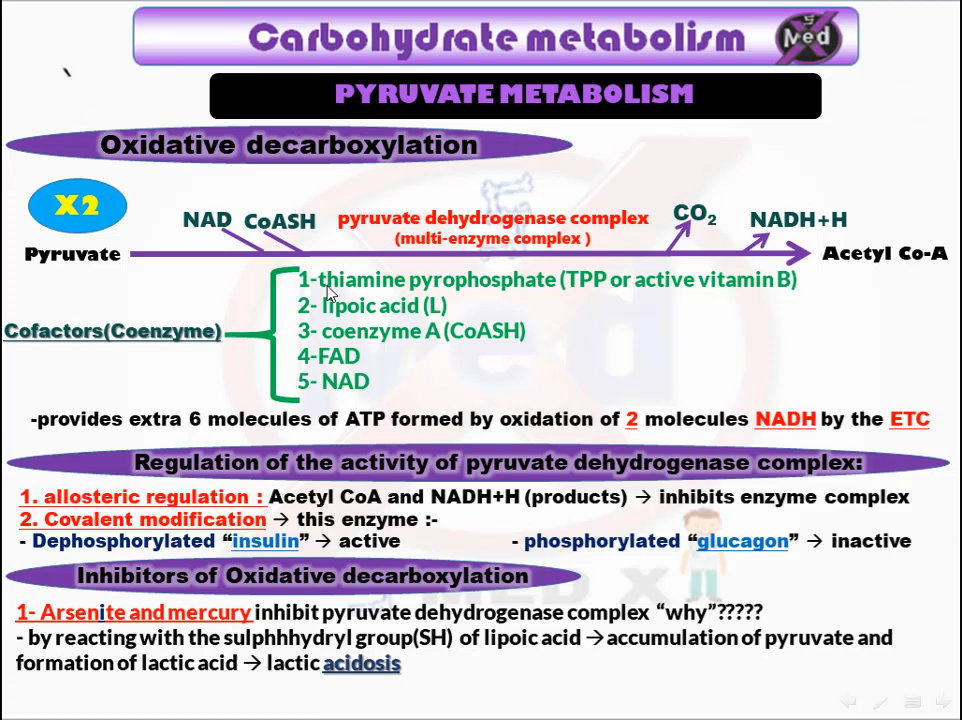 Carbohydrate metabolism
Med
PYRUVATE METABOLISM
Oxidative decarboxylation
X2
NAD CoASH pyruvate dehydrogenase complex CO2 NADH+H
(multi-enzyme complex )
Pyruvate Acetyl Co-A
1-thiamine pyrophosphate (TPP or active vitamin B)
2- lipoic acid (L)
Cofactors(Coenzyme) 3- coenzyme A (CoASH)
4-FAD
5- NAD
-provides extra 6 molecules of ATP formed by oxidation of 2 molecules NADH by the ETC
Regulation of the activity of pyruvate dehydrogenase complex:
1. allosteric regulation : Acetyl CoA and NADH+H (products) → inhibits enzyme complex
2. Covalent modification → this enzyme :-
- Dephosphorylated “insulin” → active - phosphorylated “glucagon” → inactive
Inhibitors of Oxidative decarboxylation
MED X
1- Arsenite and mercury inhibit pyruvate dehydrogenase complex “why”?????
- by reacting with the sulphhhydryl group(SH) of lipoic acid →accumulation of pyruvate and
formation of lactic acid → lactic acidosis